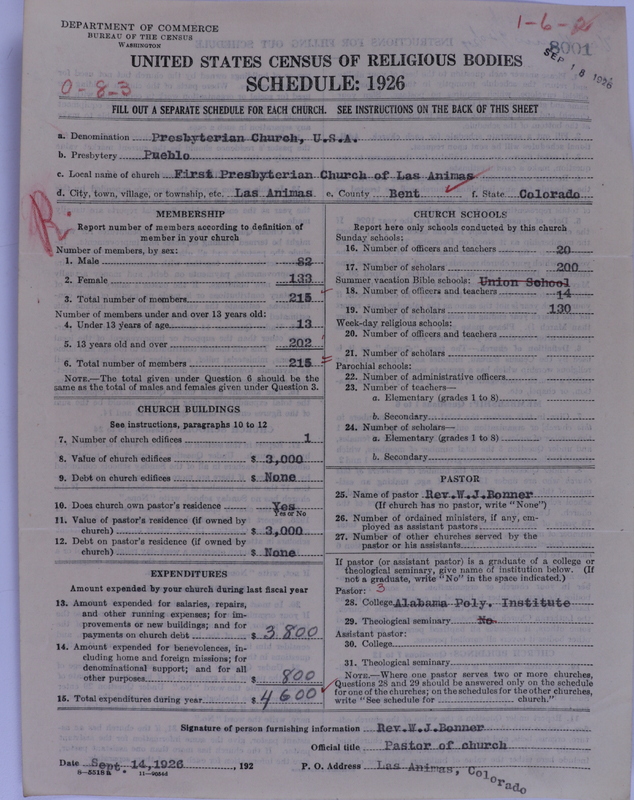 DEPARTMENT OF COMMERCE
BUREAU OF THE CENSUS
WASHINGTON
8001
SEP 18 1926
UNITED STATES CENSUS OF RELIGIOUS BODIES
SCHEDULE: 1926
0-8-3
FILL OUT A SEPARATE SCHEDULE FOR EACH CHURCH. SEE INSTRUCTIONS ON THE BACK OF THIS SHEET
a. Denomination Presbyterian Church, U.S.A.
b. Presbytery Pueblo
c. Local name of church First Presbyterian Church of Las Animas
d. City, town, village, or township, etc. Las Animas e. County Bent f. State Colorado
R.
MEMBERSHIP
Report number of members according to definition of
member in your church
Number of members, by sex:
1. Male 82
2. Female 133
3. Total number of members 215
Number of members under and over 13 years old:
4. Under 13 years of age 13
5. 13 years old and over 202
6. Total number of members 215
NOTE.—The total given under Question 6 should be the
same as the total of males and females given under Question 3.
CHURCH BUILDINGS
See instructions, paragraphs 10 to 12
7. Number of church edifices 1
8. Value of church edifices $ 3,000
9. Debt on church edifices $ None
10. Does church own pastor's residence Yes
Yes or No
11. Value of pastor's residence (if owned by
church) $ 3,000
12. Debt on pastor's residence (if owned by
church) $ None
EXPENDITURES
Amount expended by your church during last fiscal year
13. Amount expended for salaries, repairs,
and other running expenses; for im-
provements or new buildings; and for
payments on church debt $ 3,800
14. Amount expended for benevolences, in-
cluding home and foreign missions; for
denominational support; and for all
other purposes $ 800
15. Total expenditures during year $ 4600
CHURCH SCHOOLS
Report here only schools conducted by this church
Sunday schools:
16. Number of officers and teachers 20
17. Number of scholars 200
Summer vacation Bible schools: Union School
18. Number of officers and teachers 14
19. Number of scholars 130
Week-day religious schools:
20. Number of officers and teachers
21. Number of scholars
Parochial schools:
22. Number of administrative officers
23. Number of teachers—
a. Elementary (grades 1 to 8)
b. Secondary
24. Number of scholars—
a. Elementary (grades 1 to 8)
b. Secondary
PASTOR
25. Name of pastor Rev.W.J.Bonner
(If church has no pastor, write "None")
26. Number of ordained ministers, if any, em-
ployed as assistant pastors
27. Number of other churches served by the
pastor or his assistants
If pastor (or assistant pastor) is a graduate of a college or
theological seminary, give name of institution below. (If
not a graduate, write "No" in the space indicated.)
Pastor: 3
28. College Alabama Poly. Institute
29. Theological seminary No
Assistant pastor:
30. College
31. Theological seminary
NOTE.—Where one pastor serves two or more churches,
Questions 28 and 29 should be answered only on the schedule
for one of the churches; on the schedules for the other churches,
write "See schedule for church."
Signature of person furnishing information Rev.W.J.Bonner
Official title Pastor of church
Date Sept 14,1926, 192 P. O. Address Las Animas, Colorado